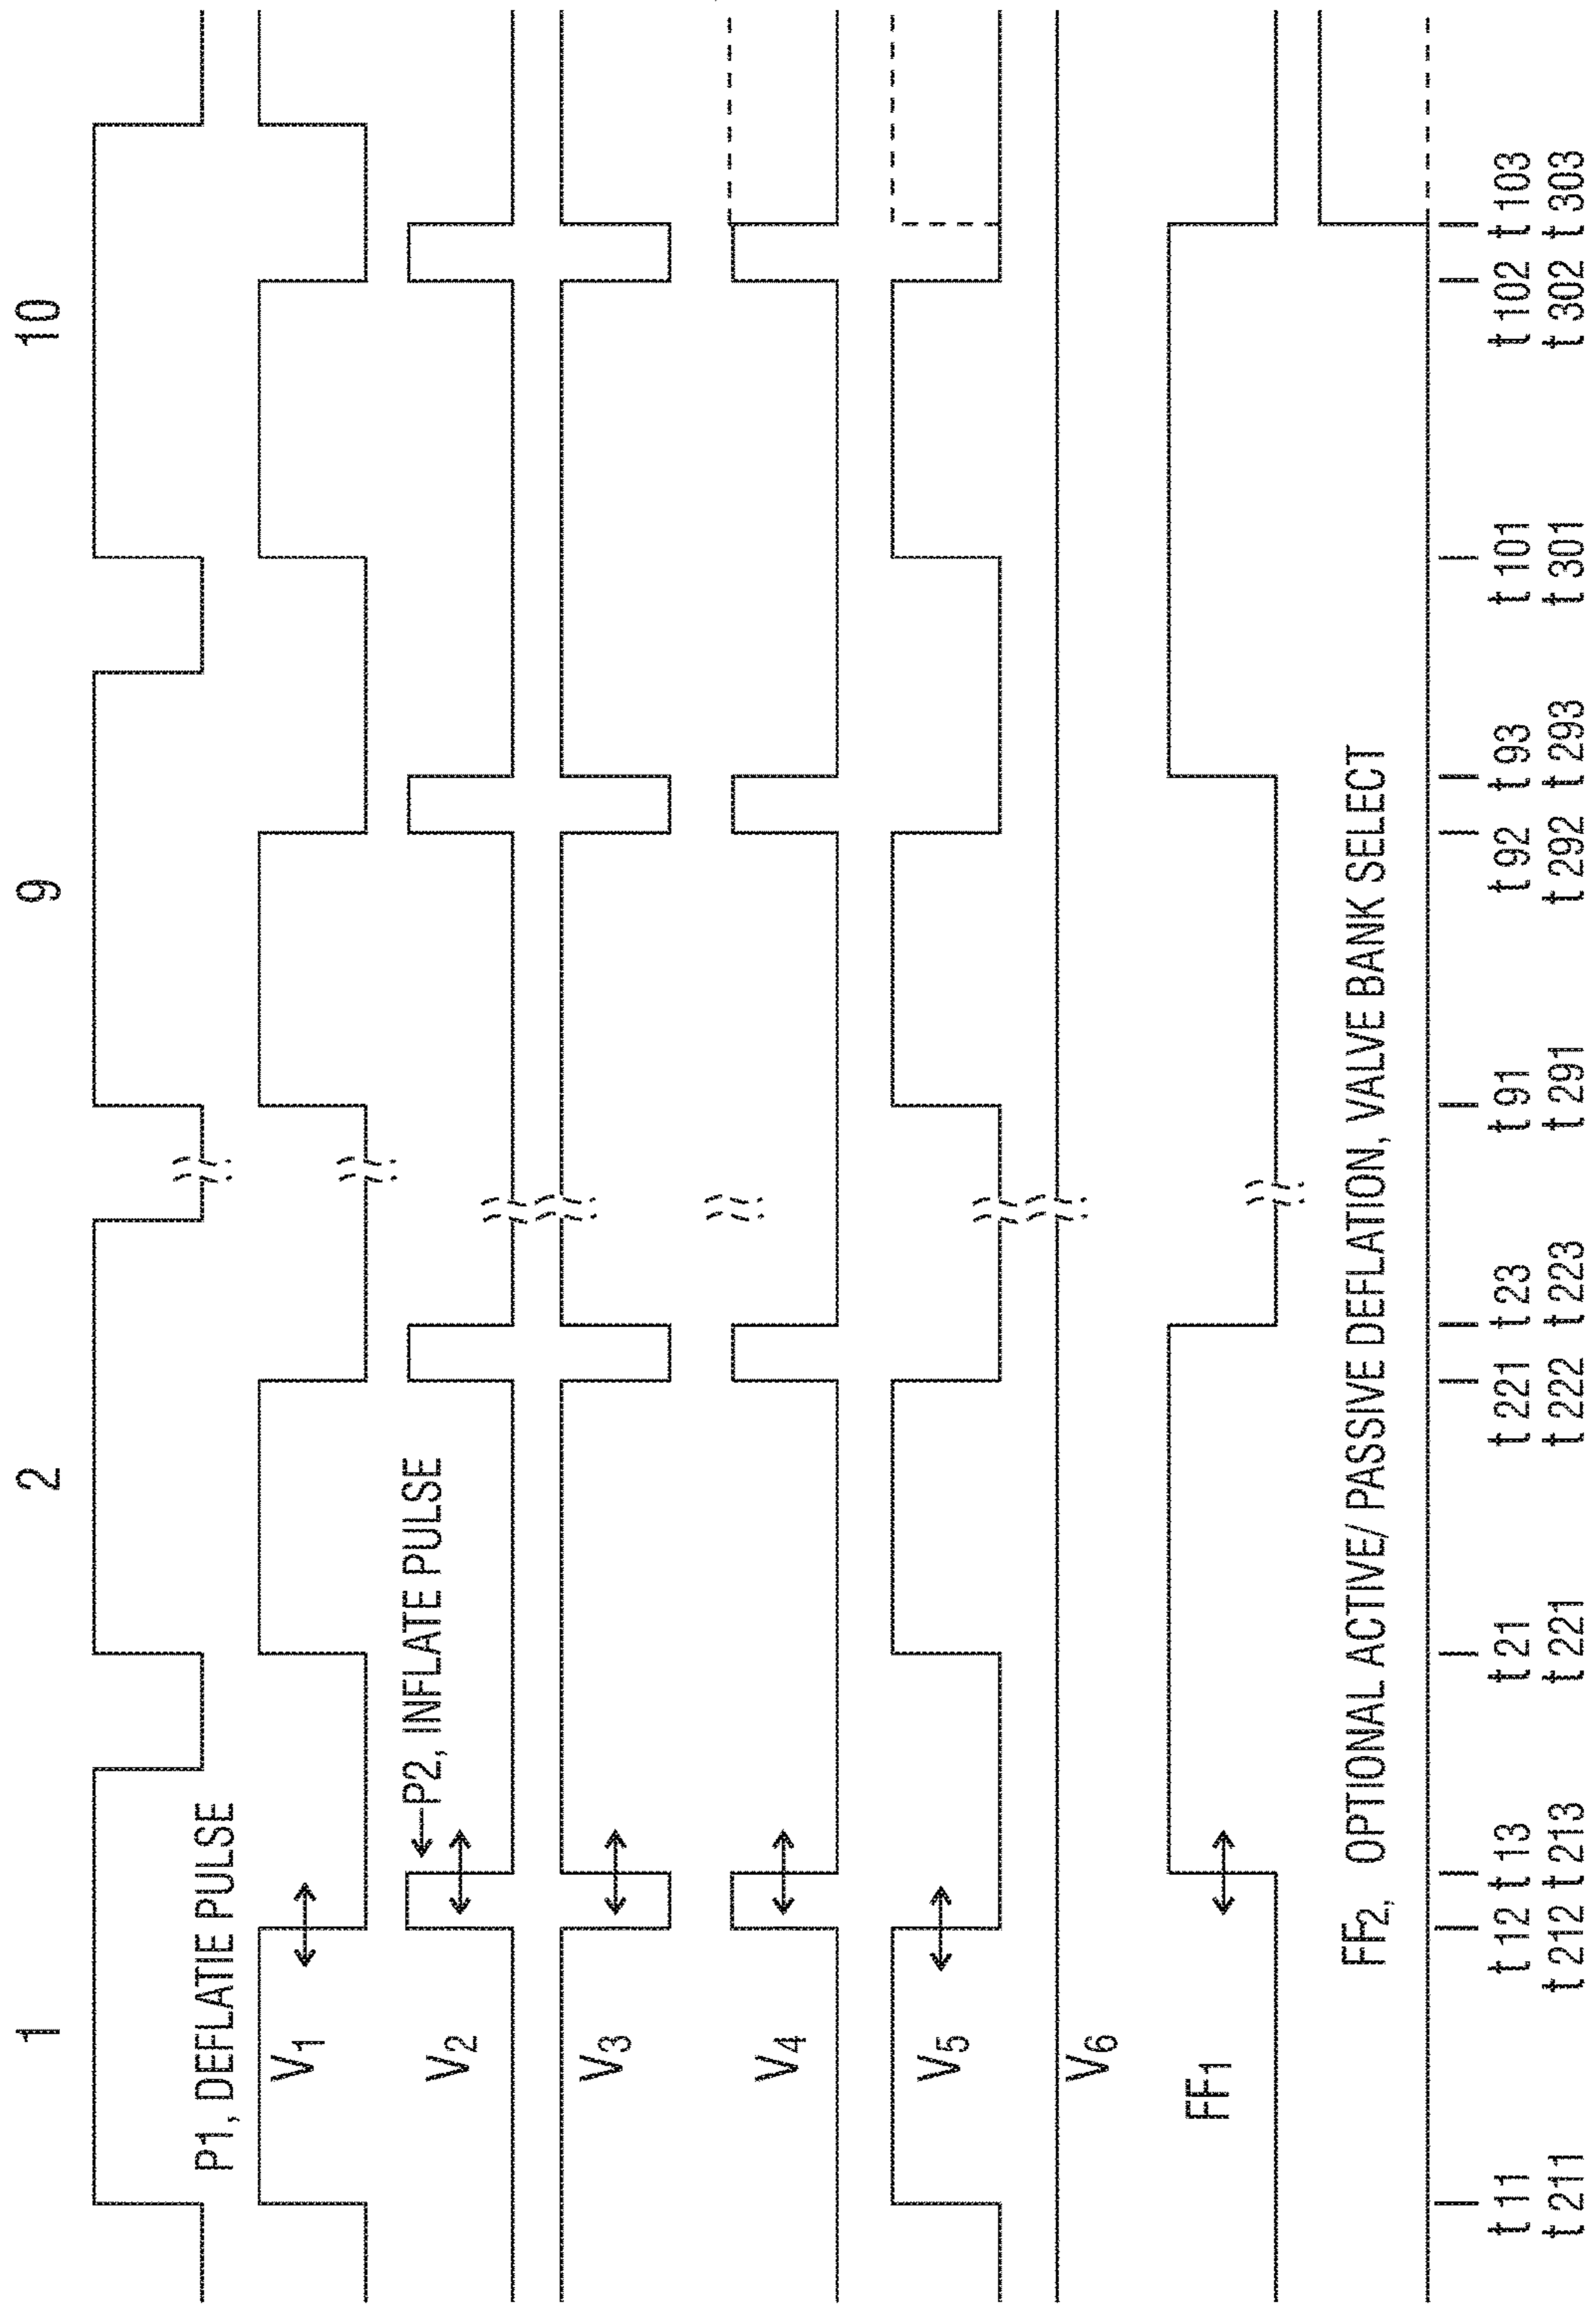 1 2 9 10
P1, DEFLATIE PULSE
V1
P2, INFLATE PULSE
V2
V3
V4
V5
V6
FF1
FF2, OPTIONAL ACTIVE/ PASSIVE DEFLATION, VALVE BANK SELECT
t 11 t 12 t 13 t 21 t 221 t 23 t 91 t 92 t 93 t 101 t 102 t 103
t 211 t 212 t 213 t 221 t 222 t 223 t 291 t 292 t 293 t 301 t 302 t 303